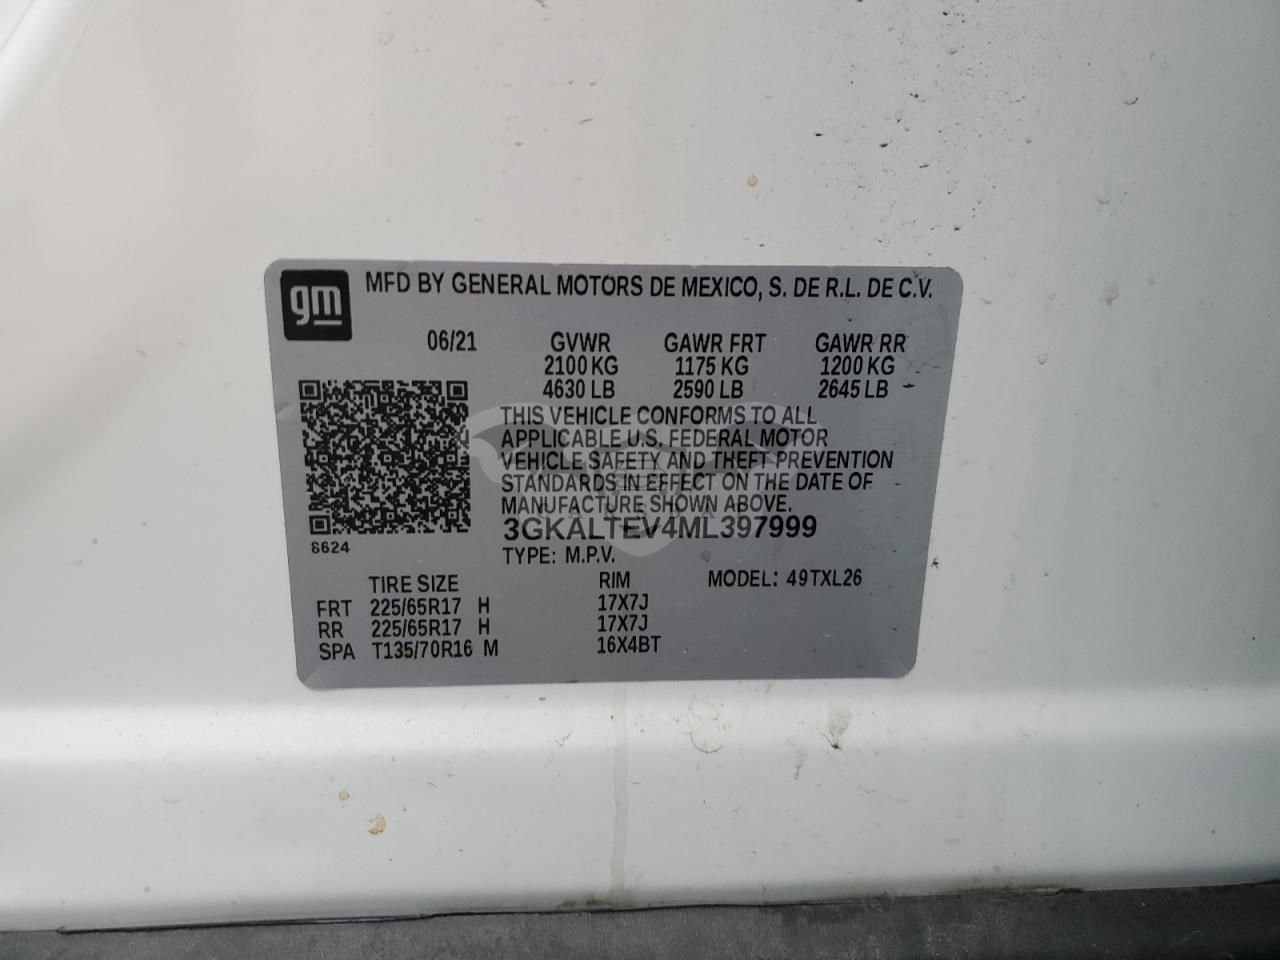 gm
MFD BY GENERAL MOTORS DE MEXICO, S. DE R.L. DE C.V.
06/21 GVWR GAWR FRT GAWR RR
2100 KG 1175 KG 1200 KG
4630 LB 2590 LB 2645 LB
THIS VEHICLE CONFORMS TO ALL
APPLICABLE U.S. FEDERAL MOTOR
VEHICLE SAFETY AND THEFT PREVENTION
STANDARDS IN EFFECT ON THE DATE OF
MANUFACTURE SHOWN ABOVE.
3GKALTEV4ML397999
8624
TYPE: M.P.V.
TIRE SIZE RIM MODEL: 49TXL26
FRT 225/65R17 H 17X7J
RR 225/65R17 H 17X7J
SPA T135/70R16 M 16X4BT